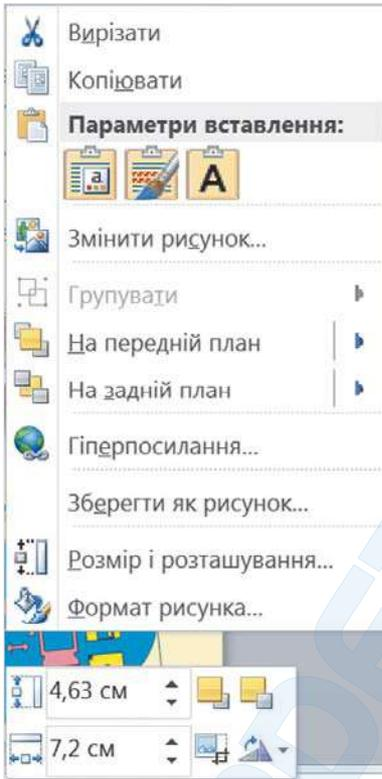 Вирізати
Копіювати
Параметри вставлення:
a A
Змінити рисунок...
Групувати
На передній план
На задній план
Гіперпосилання...
Зберегти як рисунок...
Розмір і розташування...
Формат рисунка...
4,63 см
7,2 см